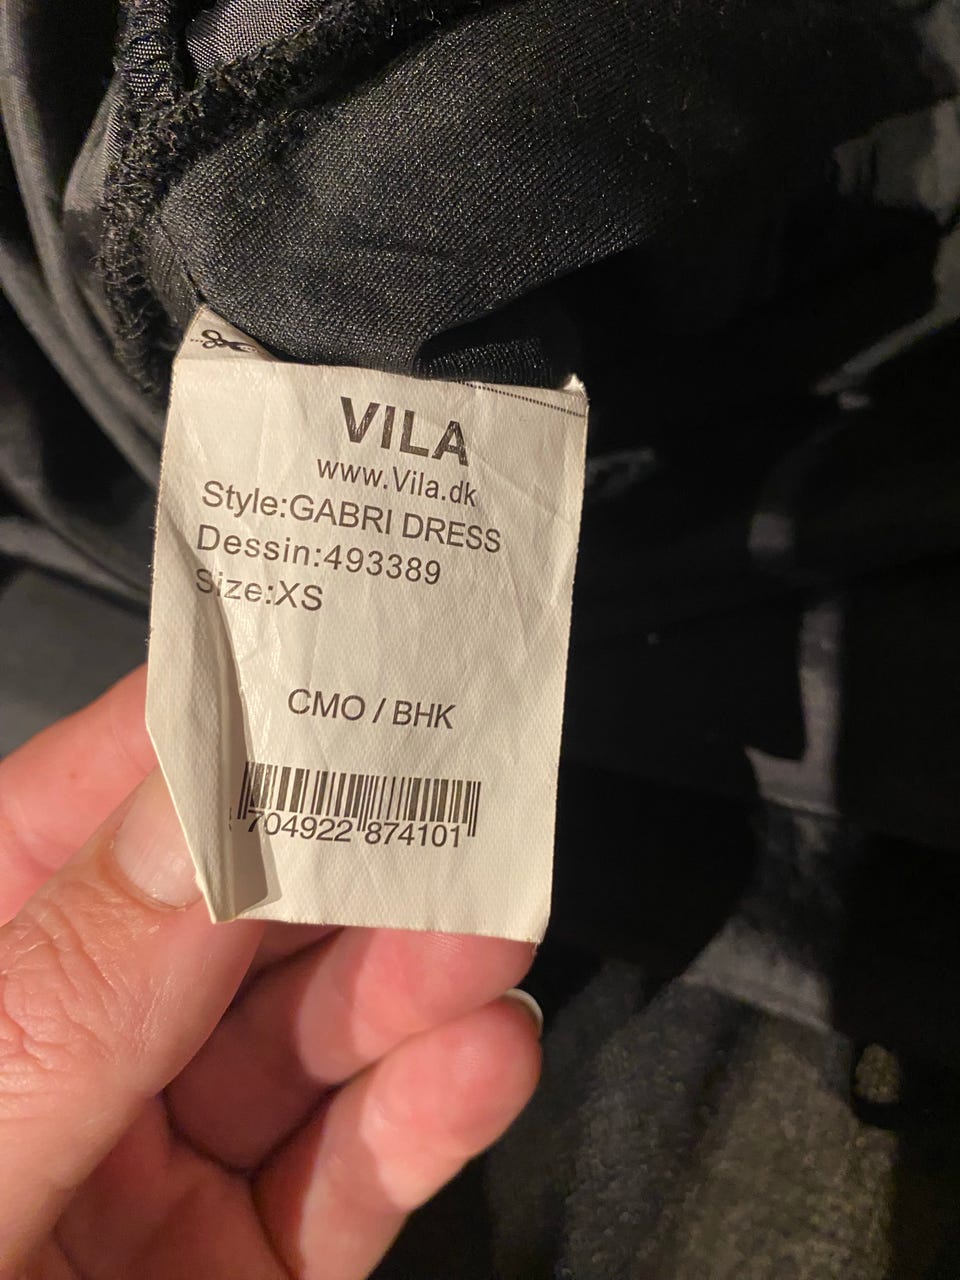 VILA
www.Vila.dk
Style:GABRI DRESS
Dessin:493389
Size:XS
CMO / BHK
704922 874101